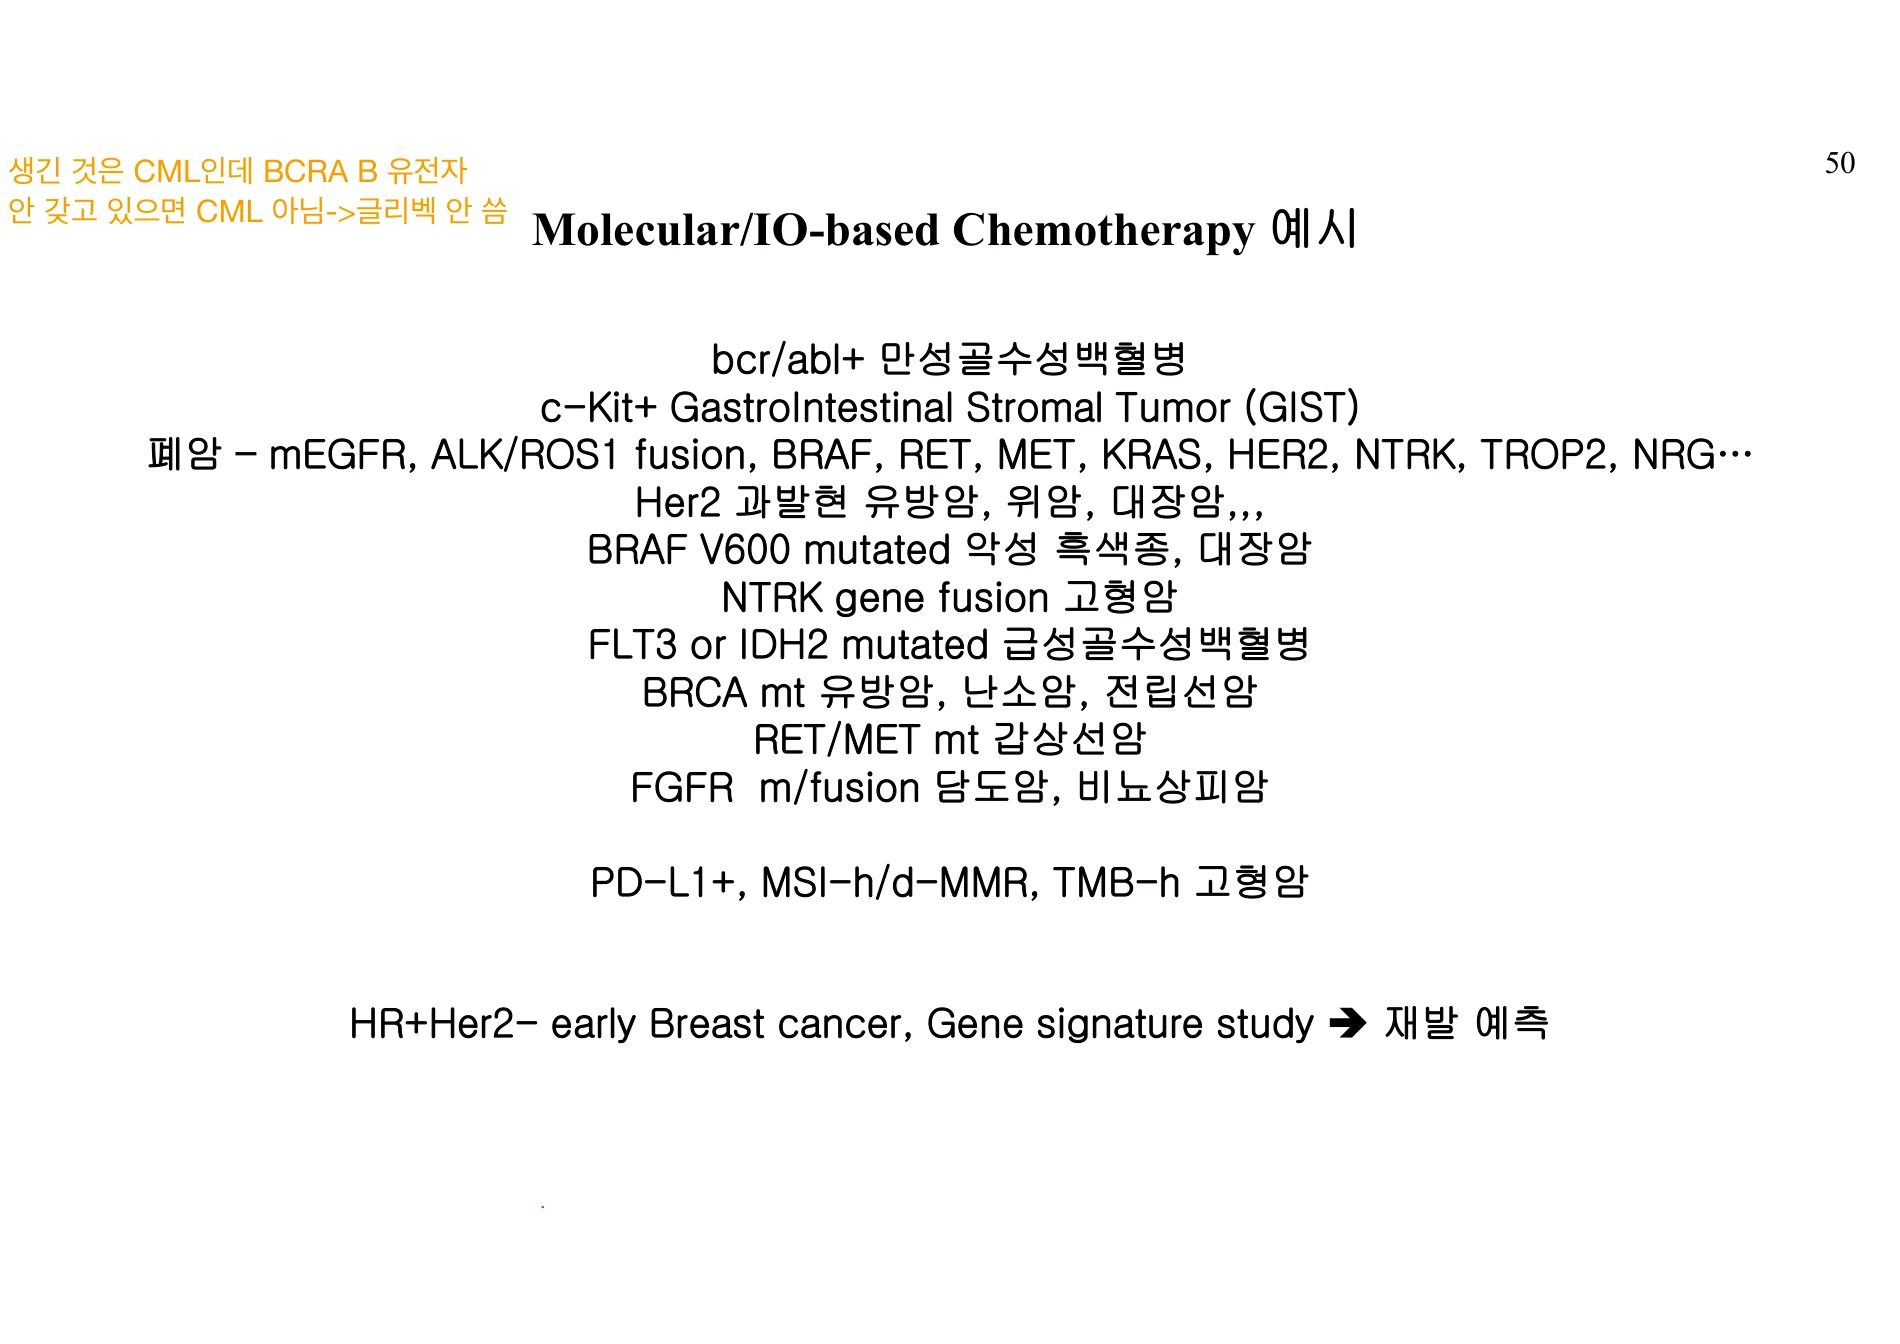 50
생긴 것은 CML인데 BCRA B 유전자
안 갖고 있으면 CML 아님->글리벡 안 씀
Molecular/IO-based Chemotherapy 예시
bcr/abl+ 만성골수성백혈병
c-Kit+ GastroIntestinal Stromal Tumor (GIST)
폐암 – mEGFR, ALK/ROS1 fusion, BRAF, RET, MET, KRAS, HER2, NTRK, TROP2, NRG…
Her2 과발현 유방암, 위암, 대장암,,,
BRAF V600 mutated 악성 흑색종, 대장암
NTRK gene fusion 고형암
FLT3 or IDH2 mutated 급성골수성백혈병
BRCA mt 유방암, 난소암, 전립선암
RET/MET mt 갑상선암
FGFR  m/fusion 담도암, 비뇨상피암
PD-L1+, MSI-h/d-MMR, TMB-h 고형암
HR+Her2- early Breast cancer, Gene signature study ➔ 재발 예측